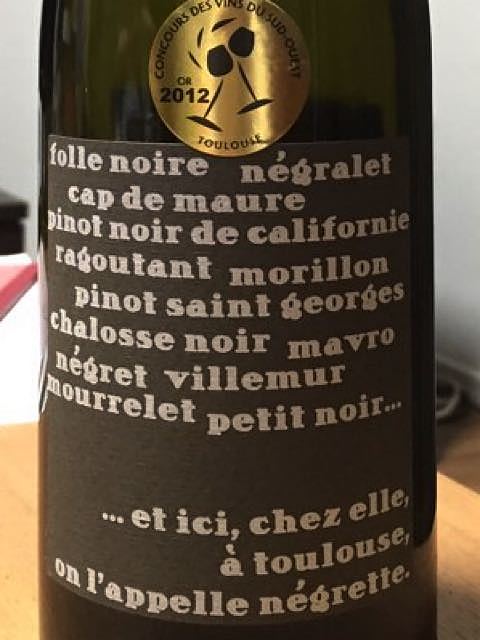 CONCOURS DES VINS DU SUD-OUEST
OR
2012
TOULOUSE
folle noire négralet
cap de maure
pinot noir de californie
ragoutant morillon
pinot saint georges
chalosse noir mavro
négret villemur
mourrelet petit noir...
... et ici, chez elle,
à toulouse,
on l'appelle négrette.